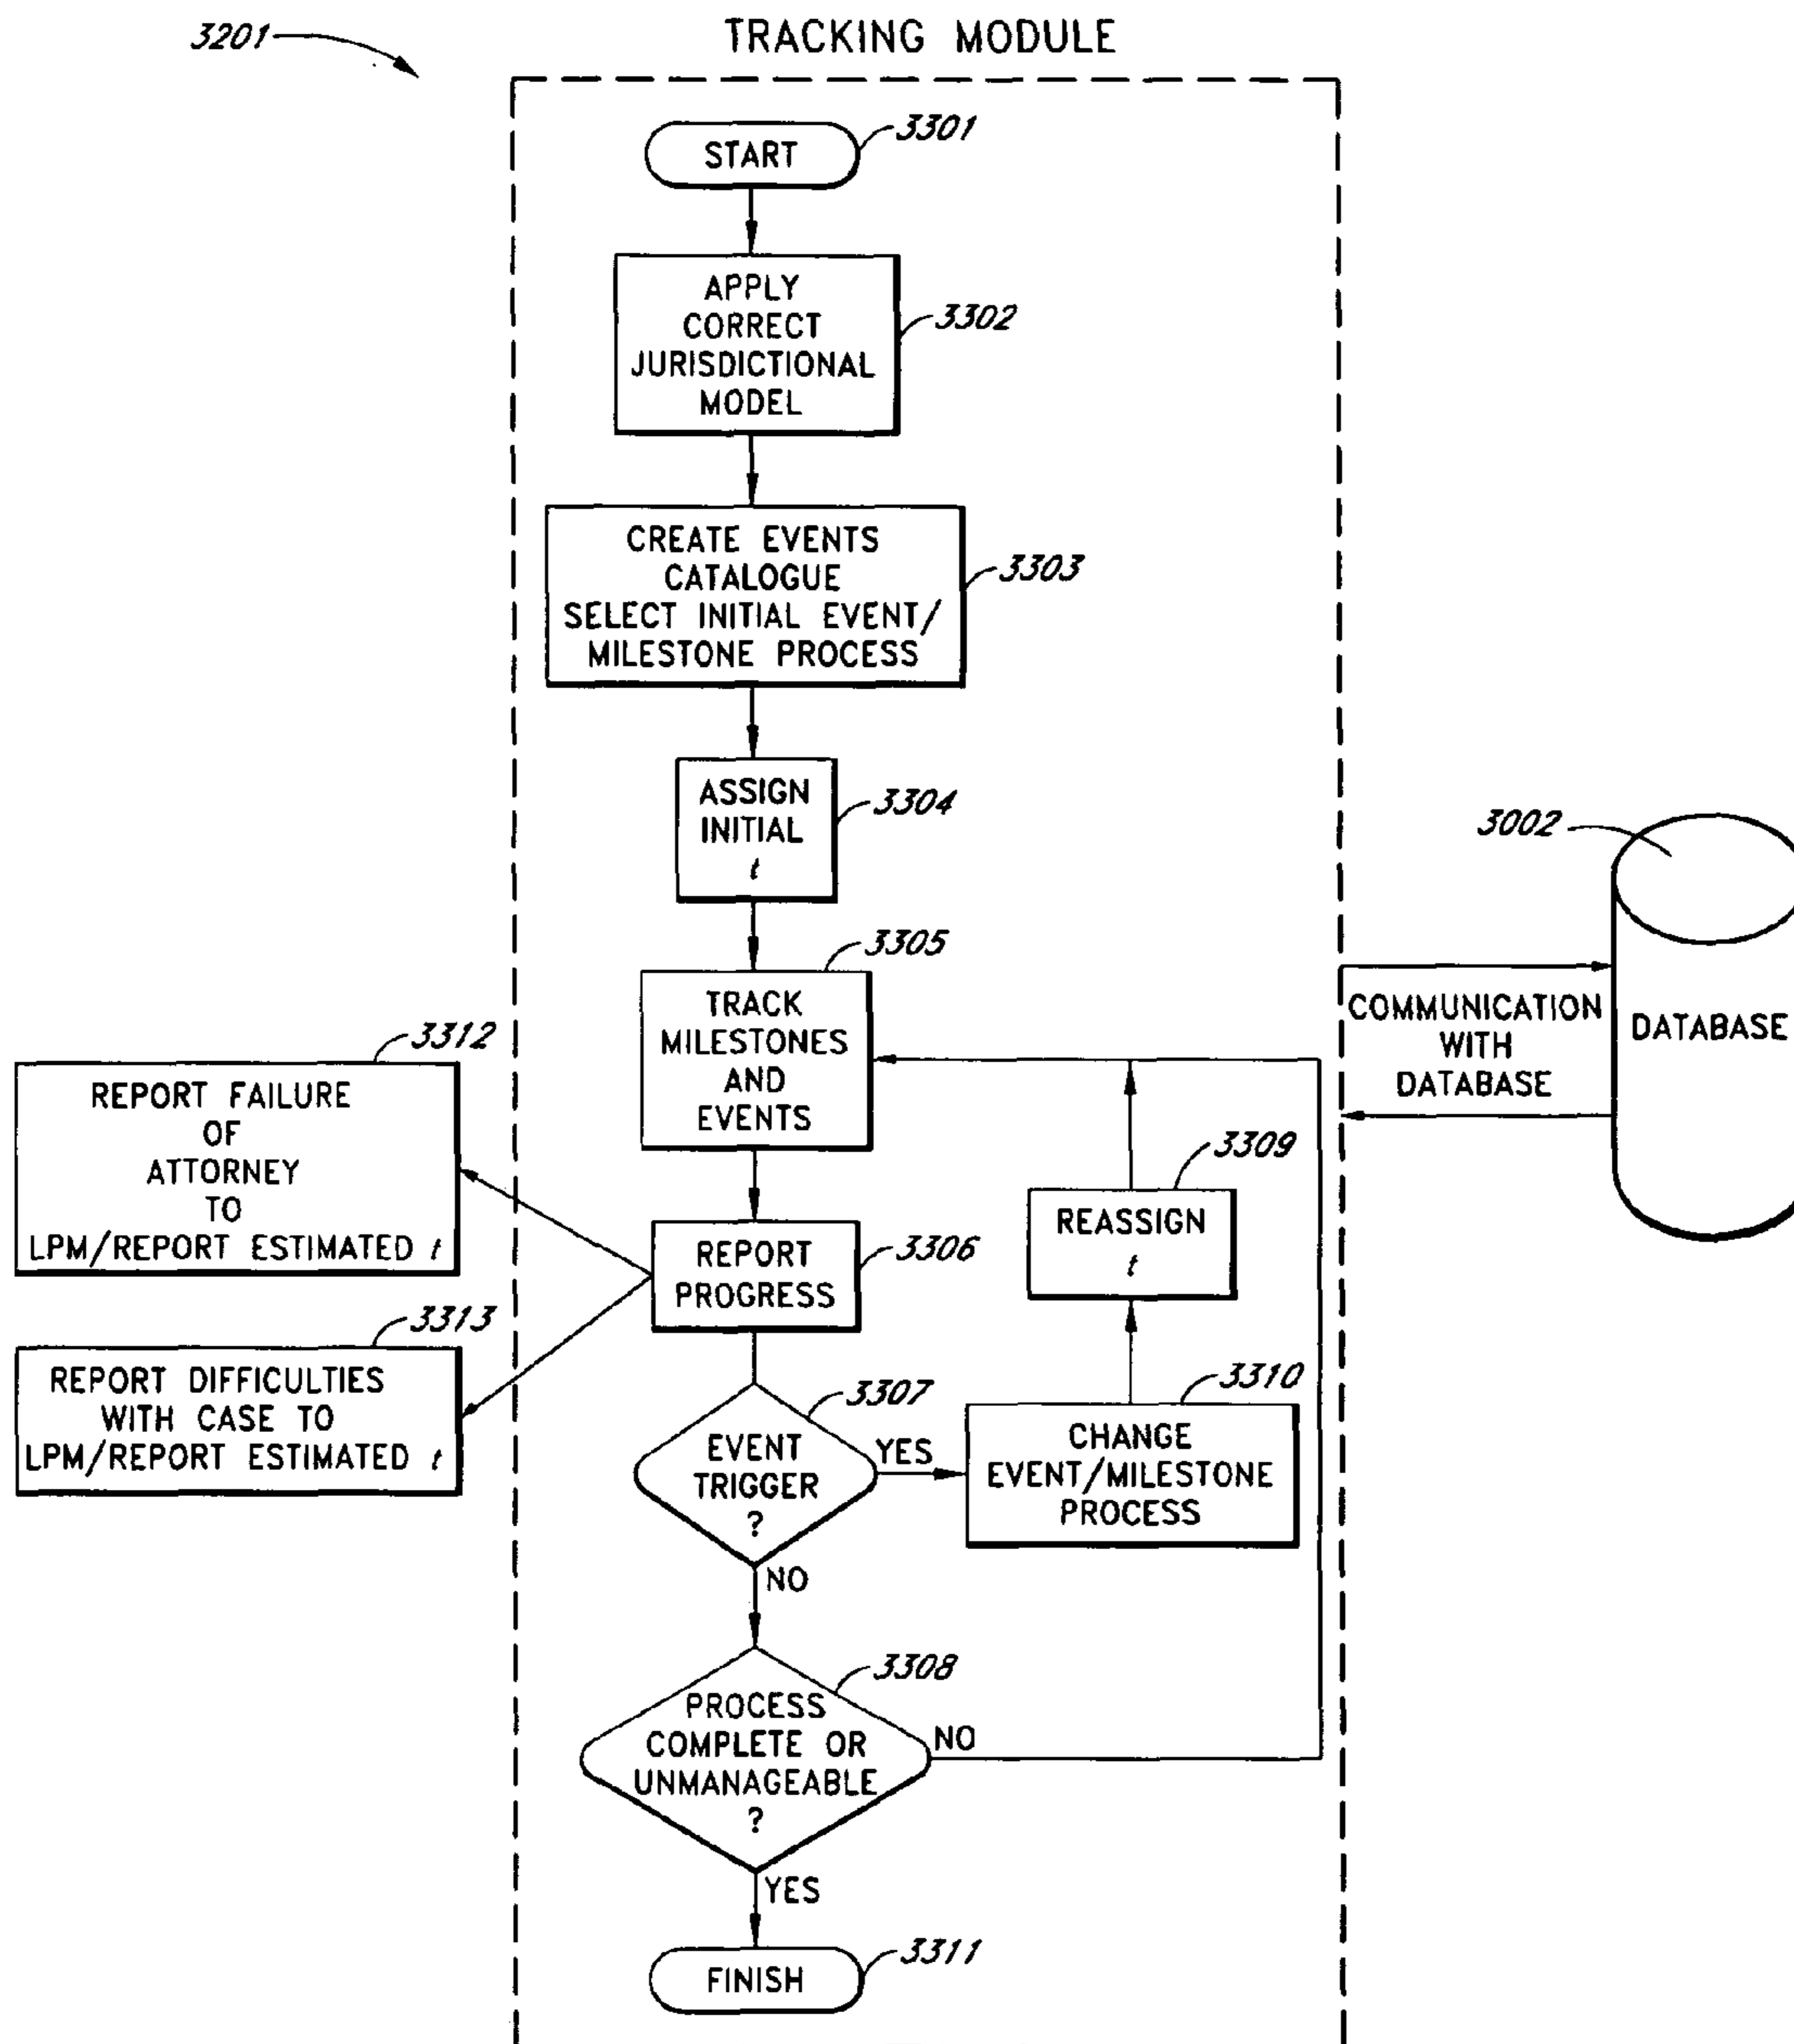 3201
TRACKING MODULE
START
3301
APPLY
CORRECT
JURISDICTIONAL
MODEL
3302
CREATE EVENTS
CATALOGUE
SELECT INITIAL EVENT/
MILESTONE PROCESS
3303
ASSIGN
INITIAL
t
3304
3305
TRACK
MILESTONES
AND
EVENTS
3002
COMMUNICATION
WITH
DATABASE
DATABASE
3312
REPORT FAILURE
OF
ATTORNEY
TO
LPM/REPORT ESTIMATED t
3309
REASSIGN
t
REPORT
PROGRESS
3306
3313
REPORT DIFFICULTIES
WITH CASE TO
LPM/REPORT ESTIMATED t
3307
EVENT
TRIGGER
?
YES
NO
3310
CHANGE
EVENT/MILESTONE
PROCESS
3308
PROCESS
COMPLETE OR
UNMANAGEABLE
?
NO
YES
3311
FINISH